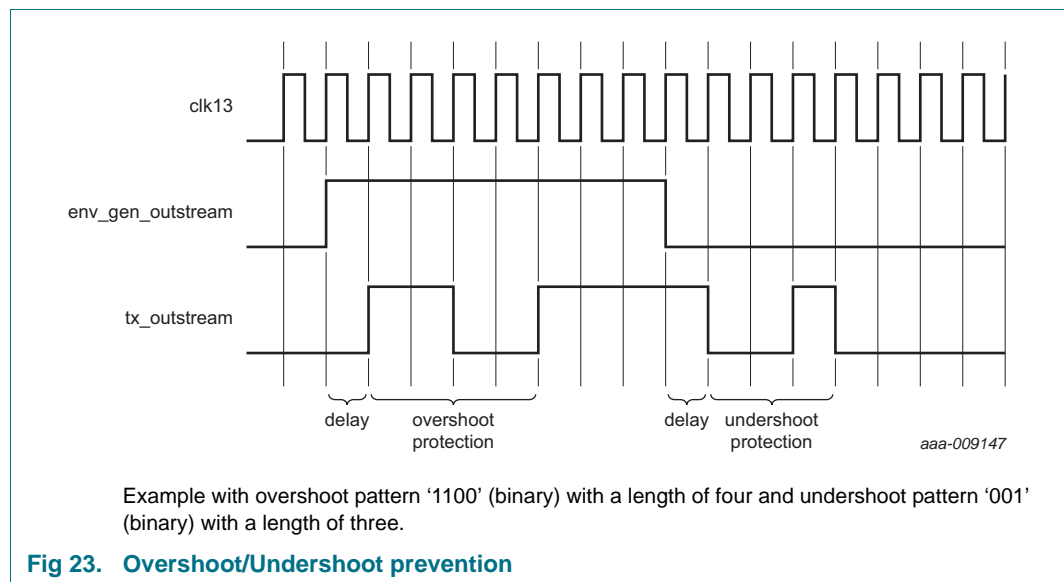 clk13
env_gen_outstream
tx_outstream
delay
overshoot
protection
delay
undershoot
protection
aaa-009147
Example with overshoot pattern ‘1100’ (binary) with a length of four and undershoot pattern ‘001’
(binary) with a length of three.
Fig 23. Overshoot/Undershoot prevention